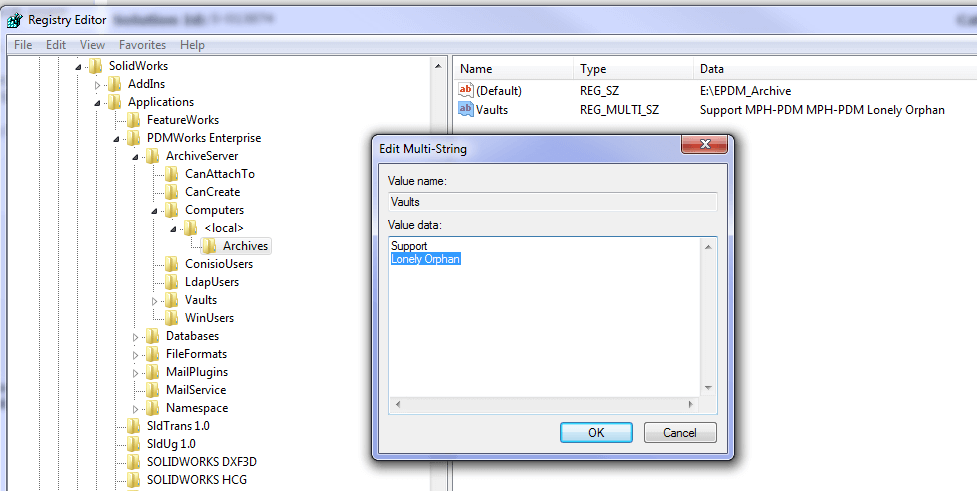 Registry Editor
File Edit View Favorites Help
SolidWorks
AddIns
Applications
FeatureWorks
PDMWorks Enterprise
ArchiveServer
CanAttachTo
CanCreate
Computers
<local>
Archives
ConisioUsers
LdapUsers
Vaults
WinUsers
Databases
FileFormats
MailPlugins
MailService
Namespace
SldTrans 1.0
SldUg 1.0
SOLIDWORKS DXF3D
SOLIDWORKS HCG
Name Type Data
(Default) REG_SZ E:\EPDM_Archive
Vaults REG_MULTI_SZ Support MPH-PDM MPH-PDM Lonely Orphan
Edit Multi-String
Value name:
Vaults
Value data:
Support
Lonely Orphan
OK Cancel